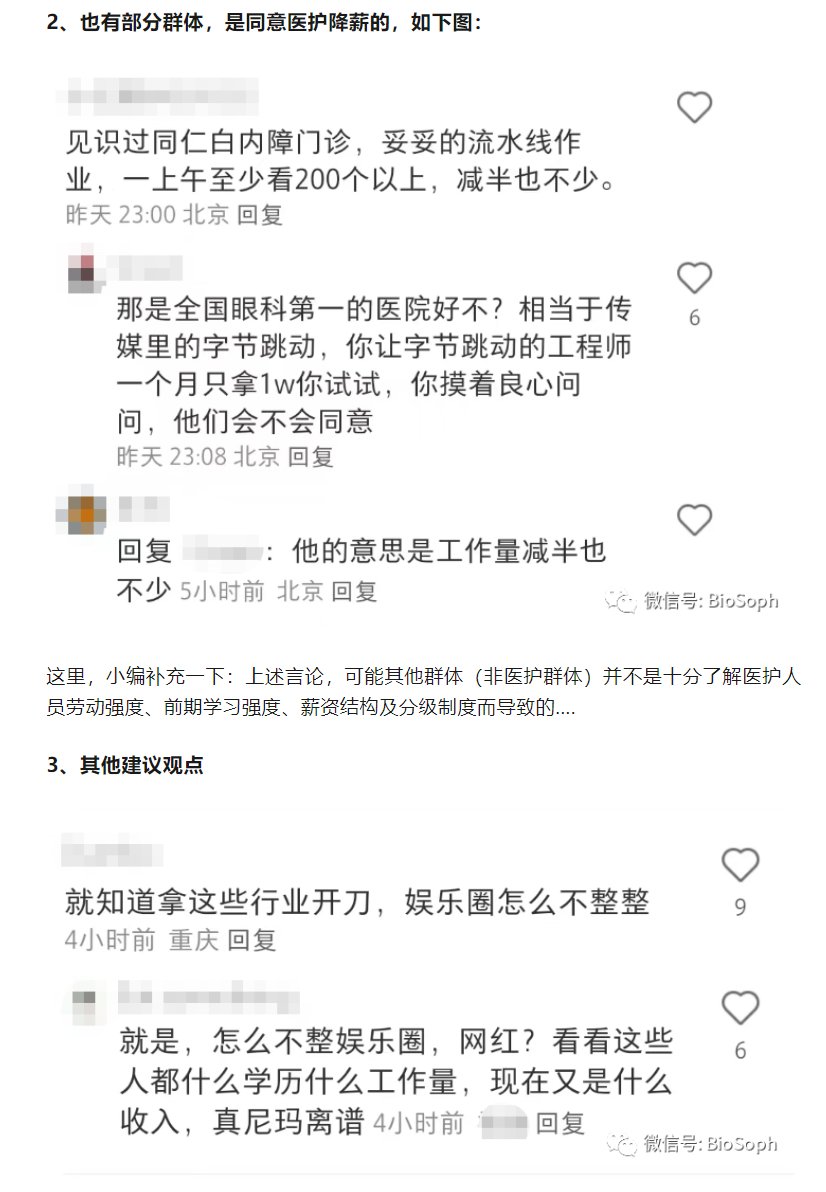 2、也有部分群体，是同意医护降薪的，如下图：
见识过同仁白内障门诊，妥妥的流水线作
业，一上午至少看200个以上，减半也不少。
昨天 23:00 北京 回复
那是全国眼科第一的医院好不？相当于传
媒里的字节跳动，你让字节跳动的工程师
一个月只拿1w你试试，你摸着良心问
问，他们会不会同意
6
昨天 23:08 北京 回复
回复 ：他的意思是工作量减半也
不少 5小时前 北京 回复
微信号: BioSoph
这里，小编补充一下：上述言论，可能其他群体（非医护群体）并不是十分了解医护人
员劳动强度、前期学习强度、薪资结构及分级制度而导致的....
3、其他建议观点
就知道拿这些行业开刀，娱乐圈怎么不整整
9
4小时前 重庆 回复
就是，怎么不整娱乐圈，网红？看看这些
6
人都什么学历什么工作量，现在又是什么
收入，真尼玛离谱 4小时前 回复
微信号: BioSoph